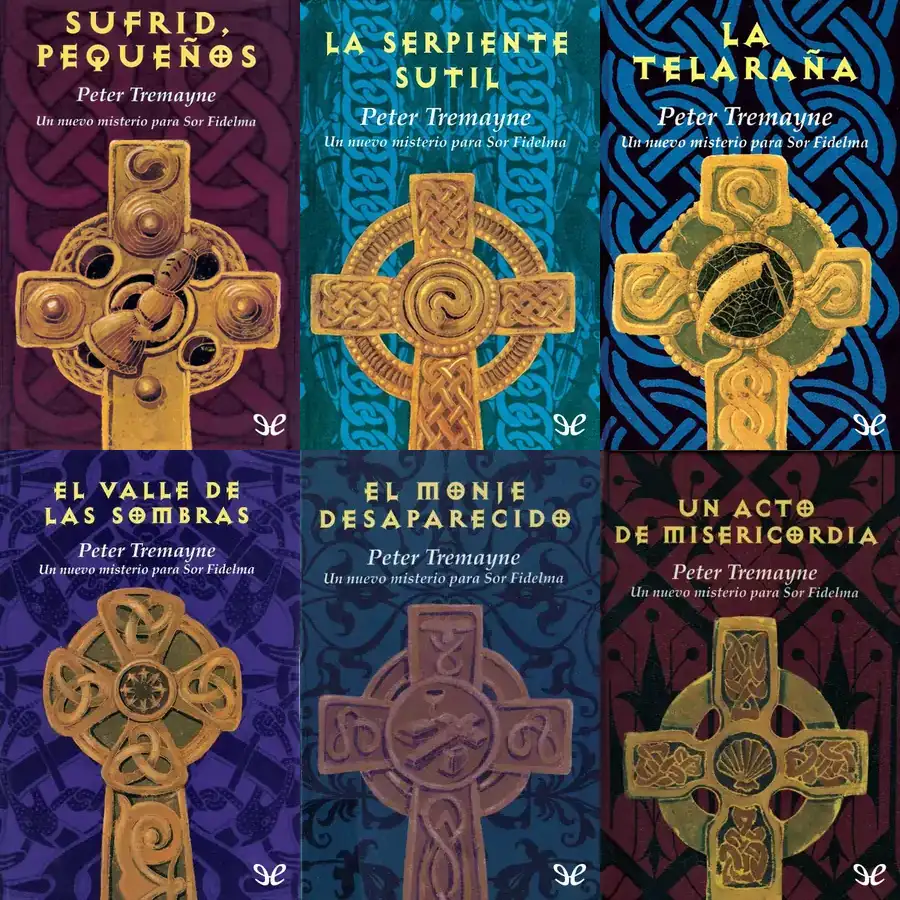 SUFRID,
PEQUEÑOS
Peter Tremayne
Un nuevo misterio para Sor Fidelma
LA SERPIENTE
SUTIL
Peter Tremayne
Un nuevo misterio para Sor Fidelma
LA
TELARAÑA
Peter Tremayne
Un nuevo misterio para Sor Fidelma
EL VALLE DE
LAS SOMBRAS
Peter Tremayne
Un nuevo misterio para Sor Fidelma
EL MONJE
DESAPARECIDO
Peter Tremayne
Un nuevo misterio para Sor Fidelma
UN ACTO
DE MISERICORDIA
Peter Tremayne
Un nuevo misterio para Sor Fidelma